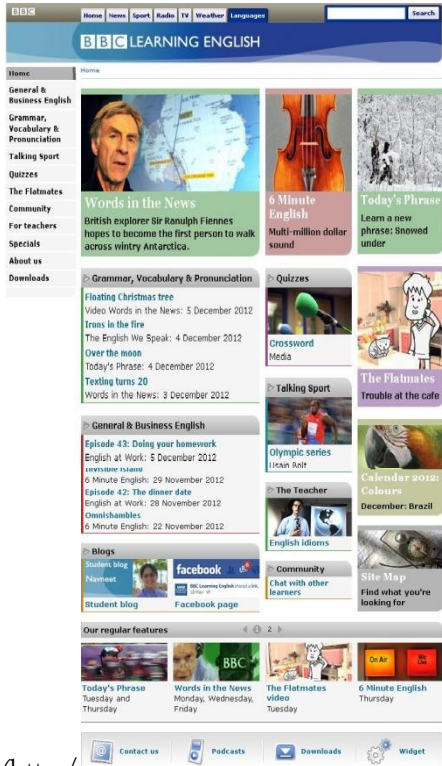 BBC
Home News Sport Radio TV Weather Languages
Search
BBC LEARNING ENGLISH
Home
Home
General &
Business English
Grammar,
Vocabulary &
Pronunciation
Talking Sport
Quizzes
The Flatmates
Community
For teachers
Specials
About us
Downloads
Words in the News
British explorer Sir Ranulph Fiennes
hopes to become the first person to walk
across wintry Antarctica.
6 Minute
English
Multi-million dollar
sound
Today's Phrase
Learn a new
phrase: Snowed
under
Grammar, Vocabulary & Pronunciation
Floating Christmas tree
Video Words in the News: 5 December 2012
Irons in the fire
The English We Speak: 4 December 2012
Over the moon
Today's Phrase: 4 December 2012
Texting turns 20
Words in the News: 3 December 2012
Quizzes
Crossword
Media
The Flatmates
Trouble at the cafe
General & Business English
Episode 43: Doing your homework
English at Work: 5 December 2012
Invisible island
6 Minute English: 29 November 2012
Episode 42: The dinner date
English at Work: 28 November 2012
Omnishambles
6 Minute English: 22 November 2012
Talking Sport
Olympic series
Usain Bolt
Calendar 2012:
Colours
December: Brazil
The Teacher
English idioms
Blogs
Student blog
Navneet
Student blog
facebook
BBC Learning English shared a link.
Facebook page
Community
Chat with other
learners
Site Map
Find what you're
looking for
Our regular features
2
BBC
On Air
We're Live
Today's Phrase
Tuesday and
Thursday
Words in the News
Monday, Wednesday,
Friday
The Flatmates
video
Tuesday
6 Minute English
Thursday
Contact us
Podcasts
Downloads
Widget